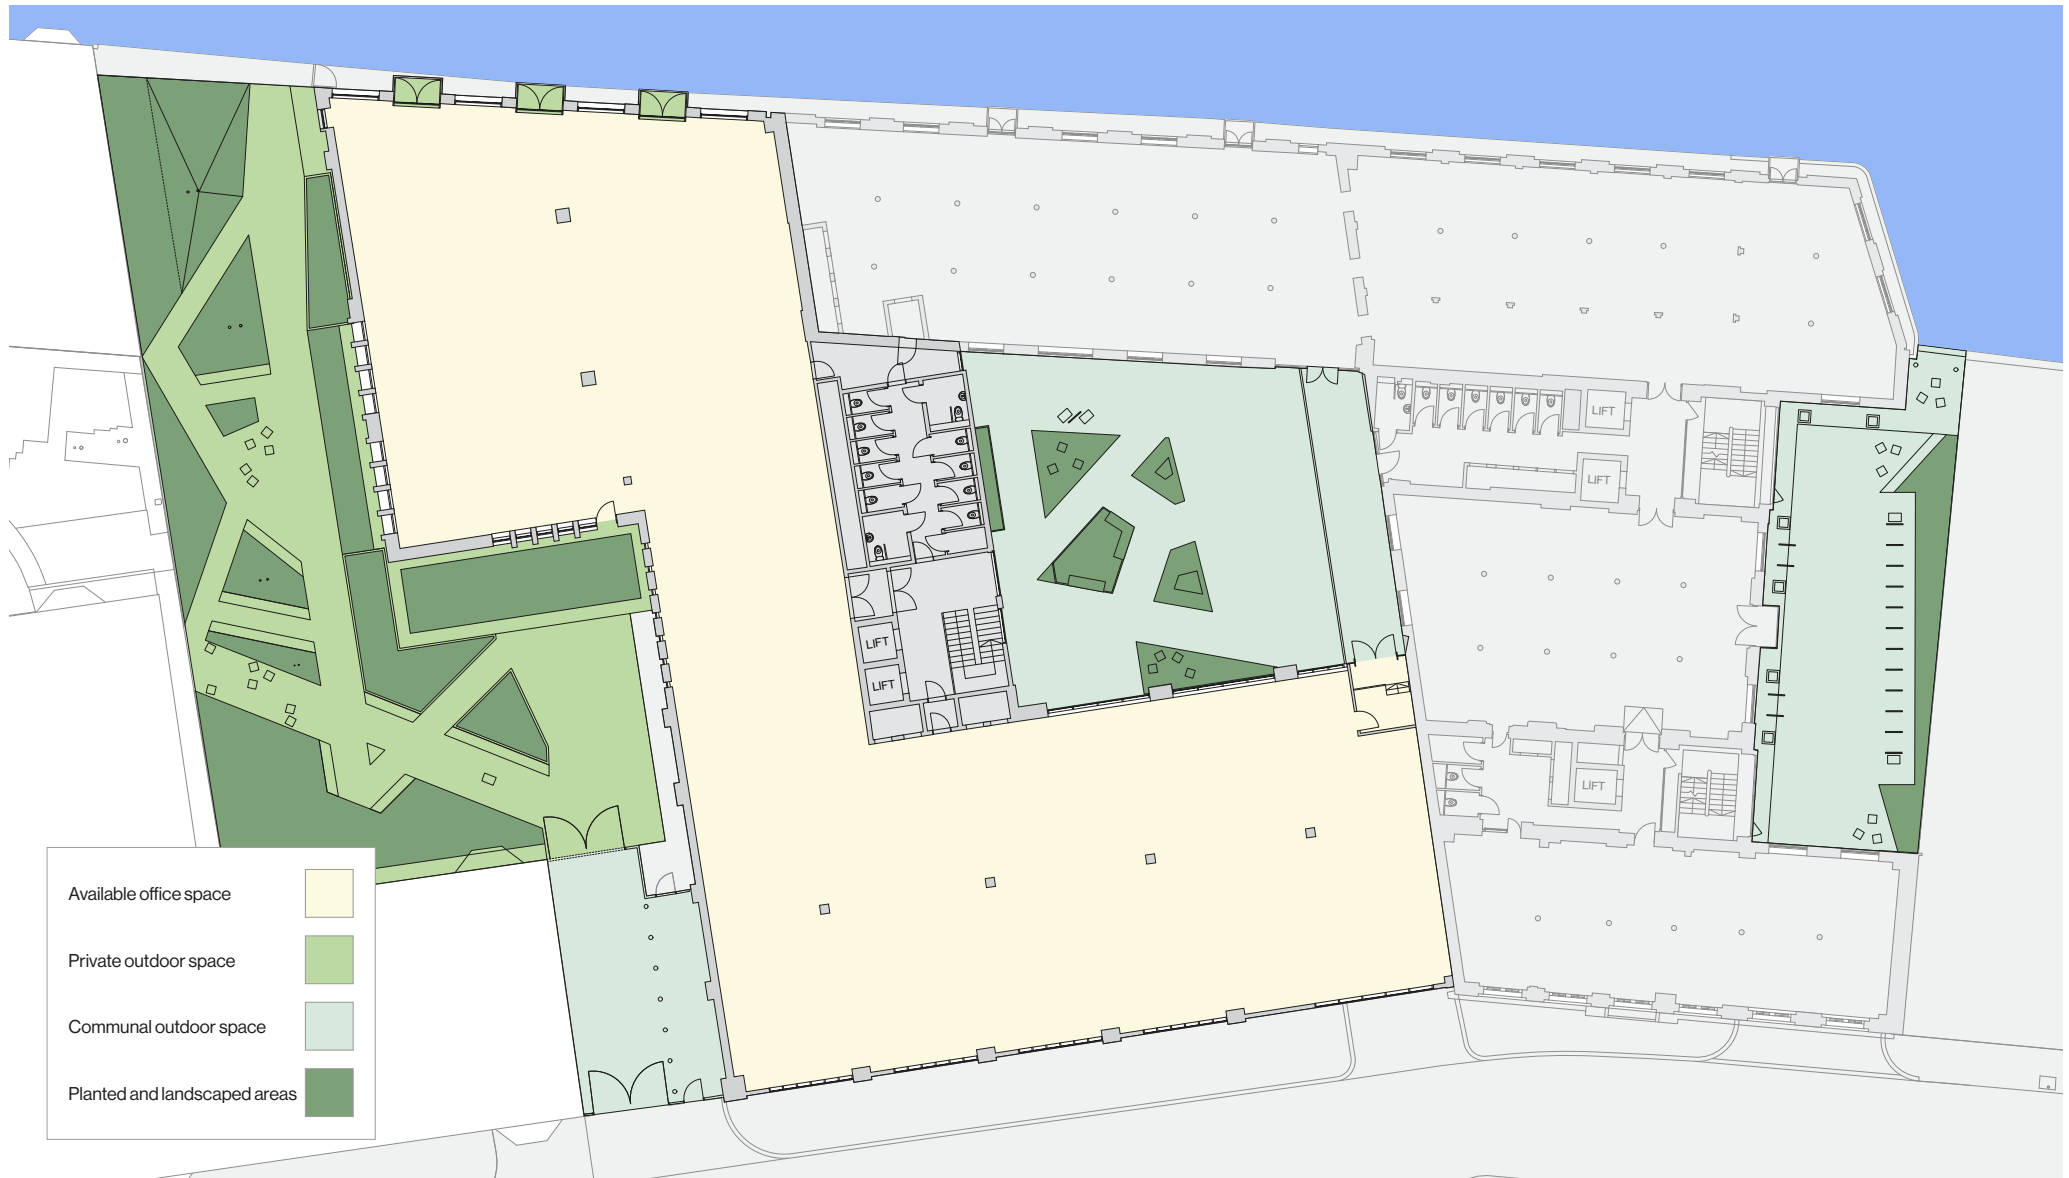 LIFT
LIFT
LIFT
LIFT
LIFT
Available office space
Private outdoor space
Communal outdoor space
Planted and landscaped areas